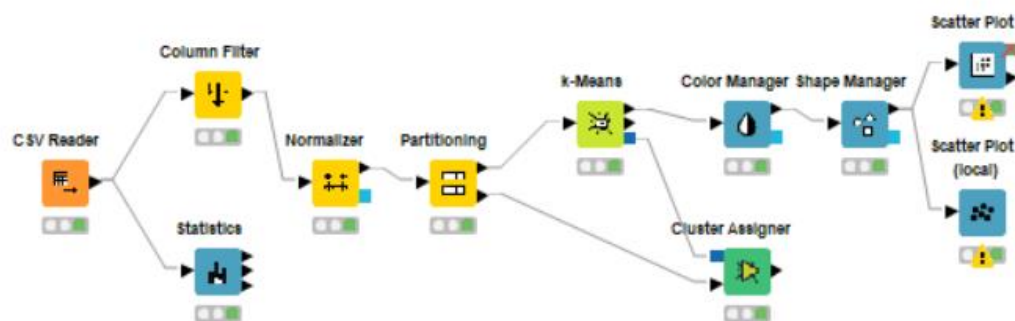 Scatter Plot
Column Filter
k-Means
Color Manager
Shape Manager
CSV Reader
Normalizer
Partitioning
Scatter Plot
(local)
Statistics
Cluster Assigner